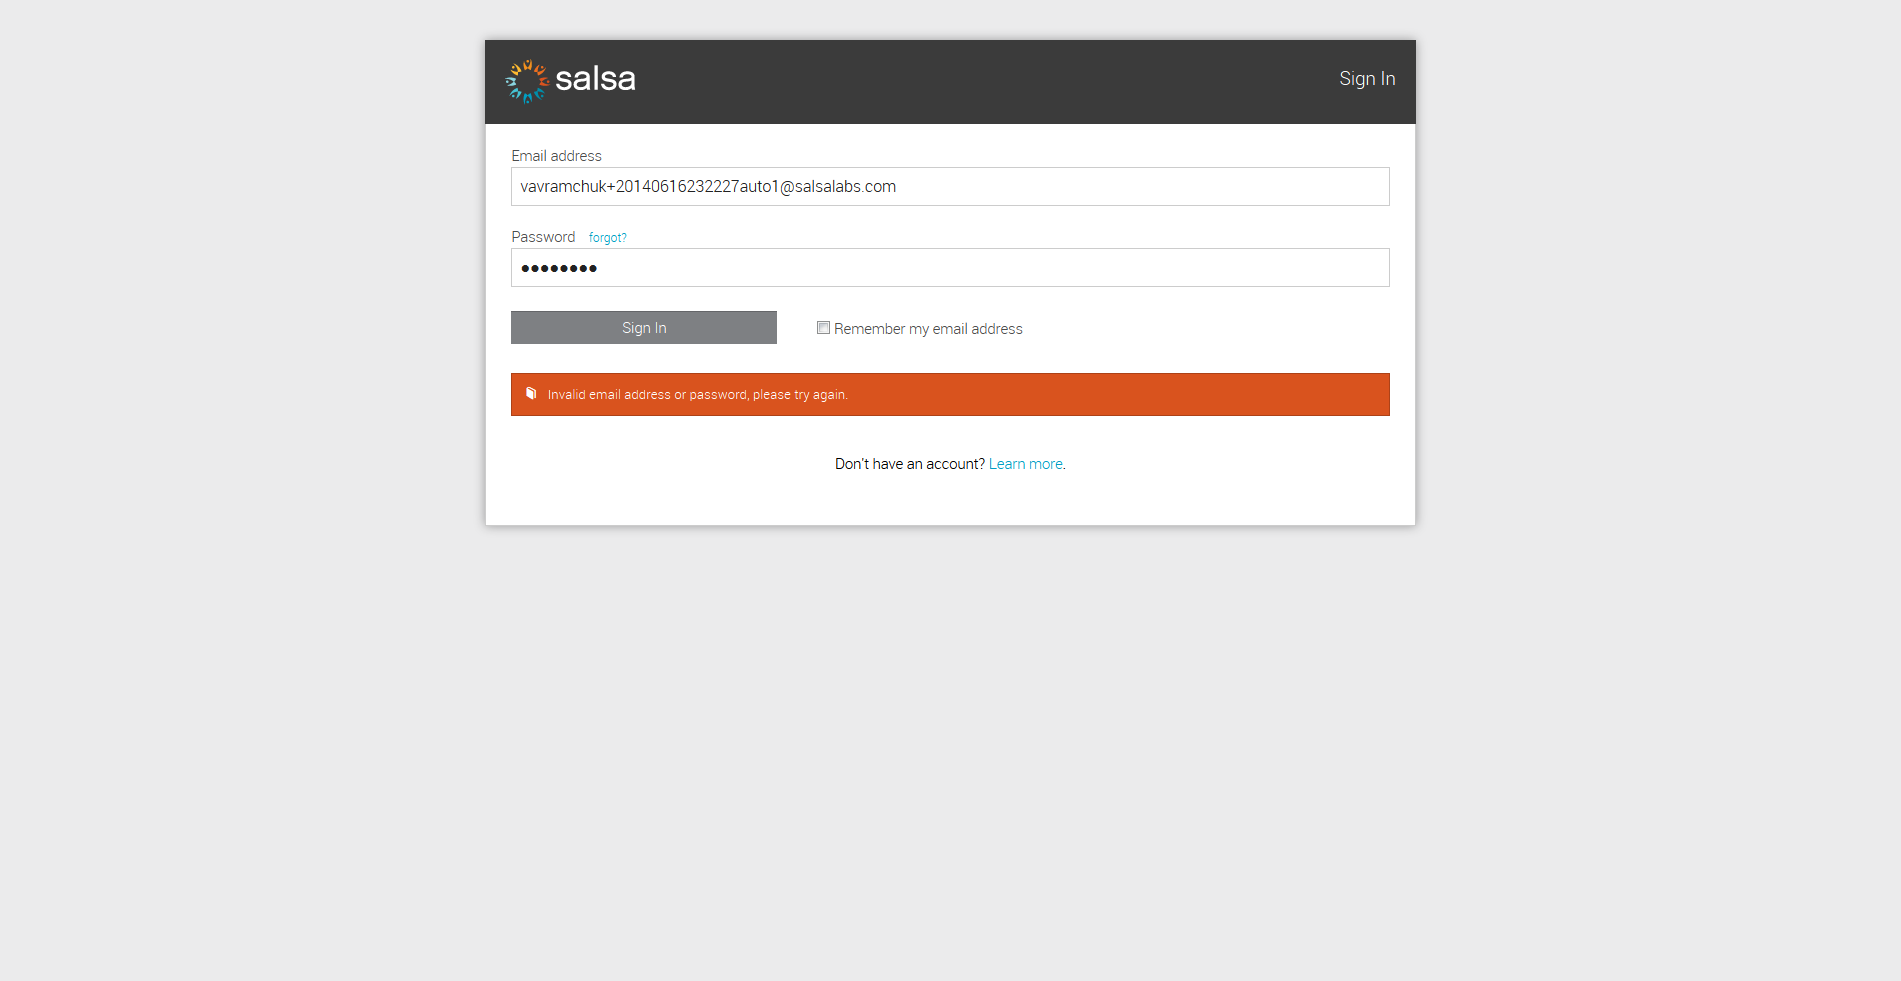 salsa
Sign In
Email address
vavramchuk+20140616232227auto1@salsalabs.com
Password forgot?
●●●●●●●●
Sign In
Remember my email address
Invalid email address or password, please try again.
Don't have an account? Learn more.